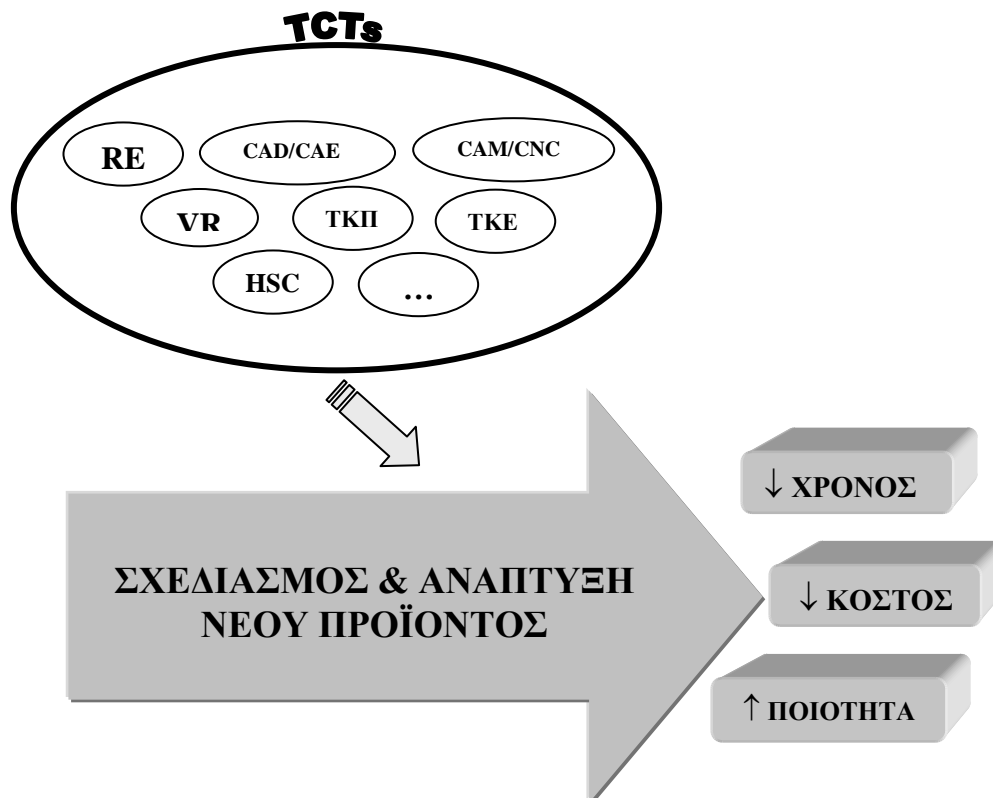 TCTs
RE
CAD/CAE
CAM/CNC
VR
ΤΚΠ
ΤΚΕ
HSC
…
ΣΧΕΔΙΑΣΜΟΣ & ΑΝΑΠΤΥΞΗ
ΝΕΟΥ ΠΡΟΪΟΝΤΟΣ
↓ ΧΡΟΝΟΣ
↓ ΚΟΣΤΟΣ
↑ ΠΟΙΟΤΗΤΑ